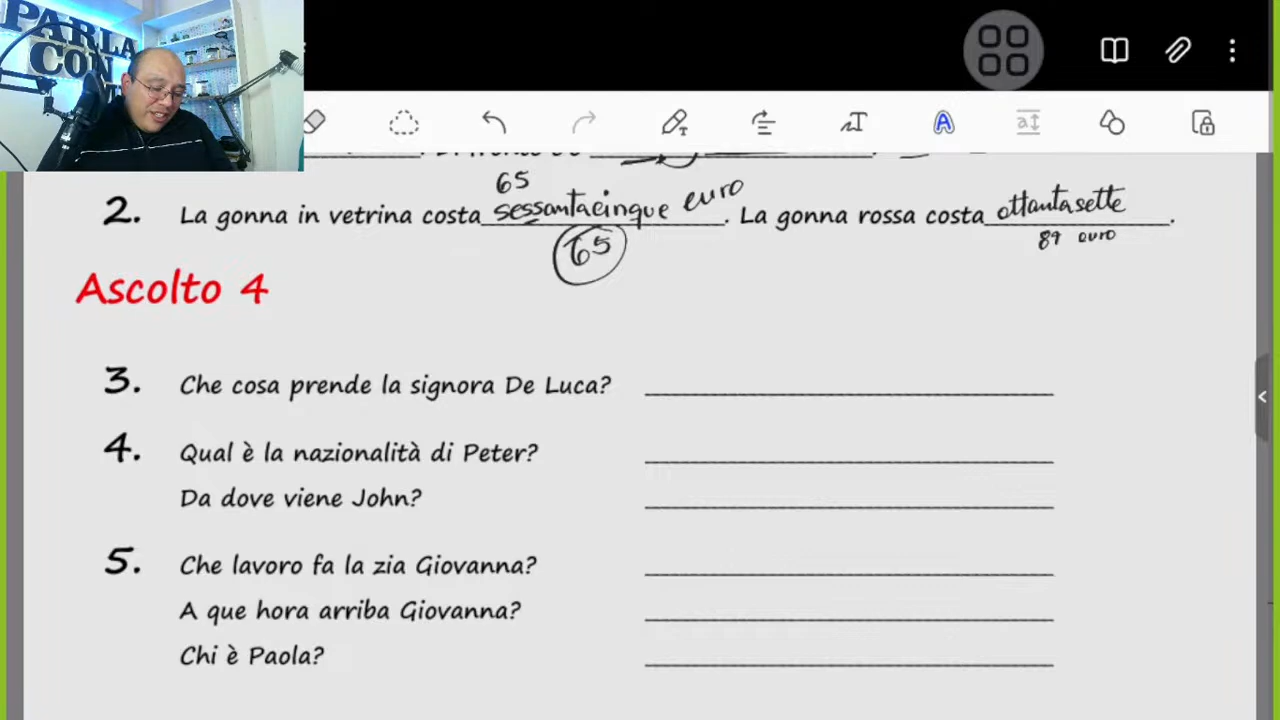 PARLA
CON
65
2. La gonna in vetrina costa sessantacinque euro. La gonna rossa costa ottantasette.
65
87 euro
Ascolto 4
3. Che cosa prende la signora De Luca?
4. Qual è la nazionalità di Peter?
Da dove viene John?
5. Che lavoro fa la zia Giovanna?
A que hora arriba Giovanna?
Chi è Paola?